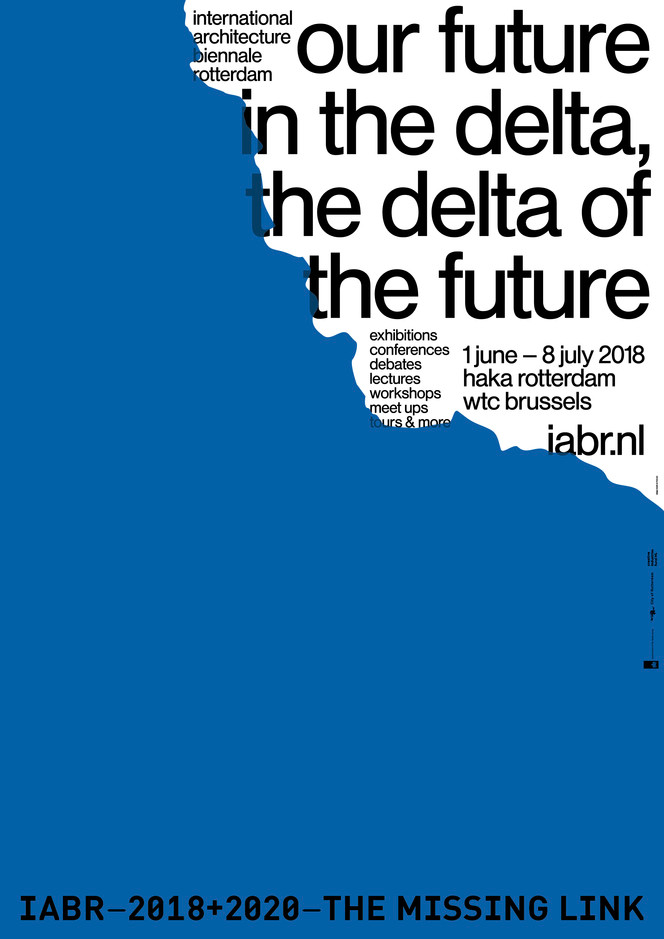 international
architecture
biennale
rotterdam
our future
in the delta,
the delta of
the future
exhibitions
conferences
debates
lectures
workshops
meet ups
tours & more
1 june – 8 july 2018
haka rotterdam
wtc brussels
iabr.nl
IABR–2018+2020–THE MISSING LINK